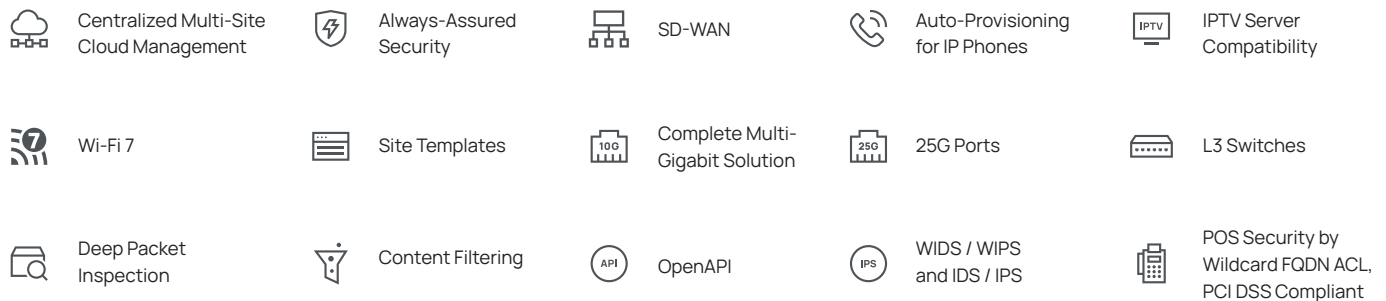 Centralized Multi-Site
Cloud Management
Always-Assured
Security
SD-WAN
Auto-Provisioning
for IP Phones
IPTV
IPTV Server
Compatibility
7
Wi-Fi 7
Site Templates
10G
Complete Multi-
Gigabit Solution
25G
25G Ports
L3 Switches
Deep Packet
Inspection
Content Filtering
API
OpenAPI
IPS
WIDS / WIPS
and IDS / IPS
POS Security by
Wildcard FQDN ACL,
PCI DSS Compliant